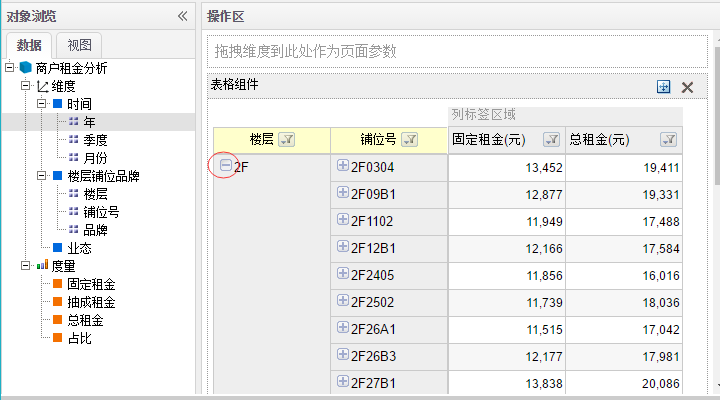 对象浏览
数据 视图
商户租金分析
维度
时间
年
季度
月份
楼层铺位品牌
楼层
铺位号
品牌
业态
度量
固定租金
抽成租金
总租金
占比
操作区
拖拽维度到此处作为页面参数
表格组件
列标签区域
楼层 铺位号 固定租金(元) 总租金(元)
2F 2F0304 13,452 19,411
2F09B1 12,877 19,331
2F1102 11,949 17,488
2F12B1 12,166 17,584
2F2405 11,856 16,016
2F2502 11,739 18,036
2F26A1 11,515 17,042
2F26B3 12,177 17,981
2F27B1 13,838 20,086